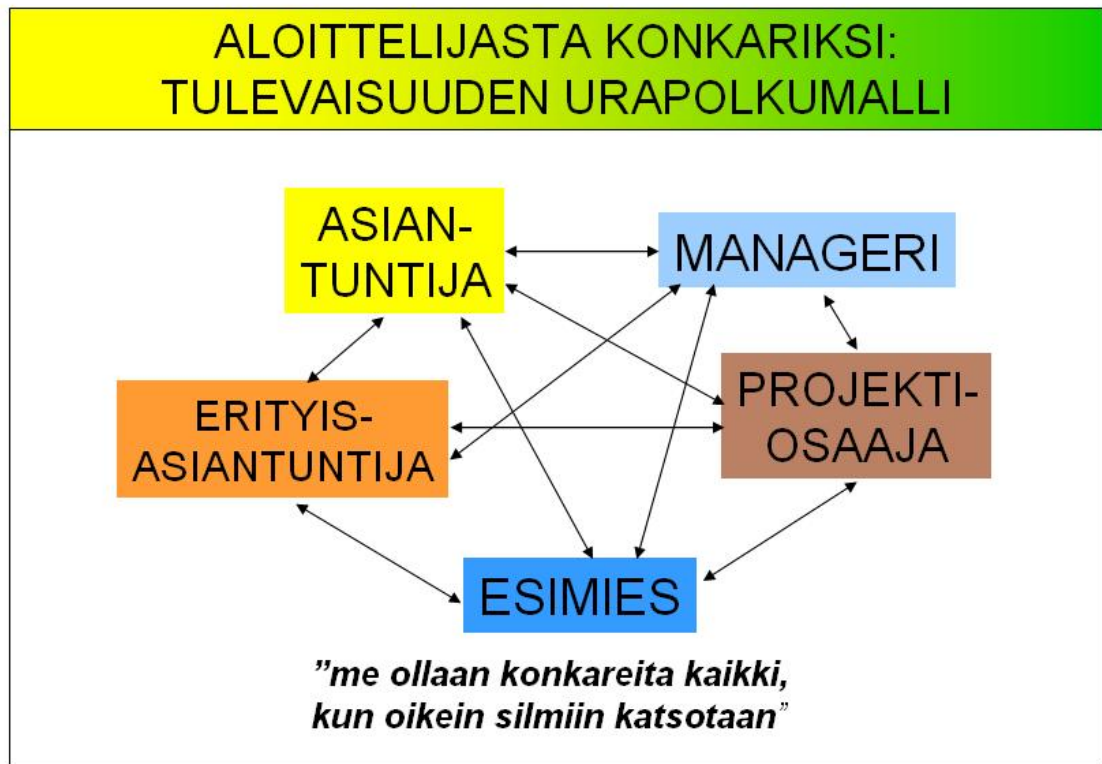 ALOITTELIJASTA KONKARIKSI:
TULEVAISUUDEN URAPOLKUMALLI
ASIAN-
TUNTIJA
MANAGERI
ERITYIS-
ASIANTUNTIJA
PROJEKTI-
OSAAJA
ESIMIES
”me ollaan konkareita kaikki,
kun oikein silmiin katsotaan”